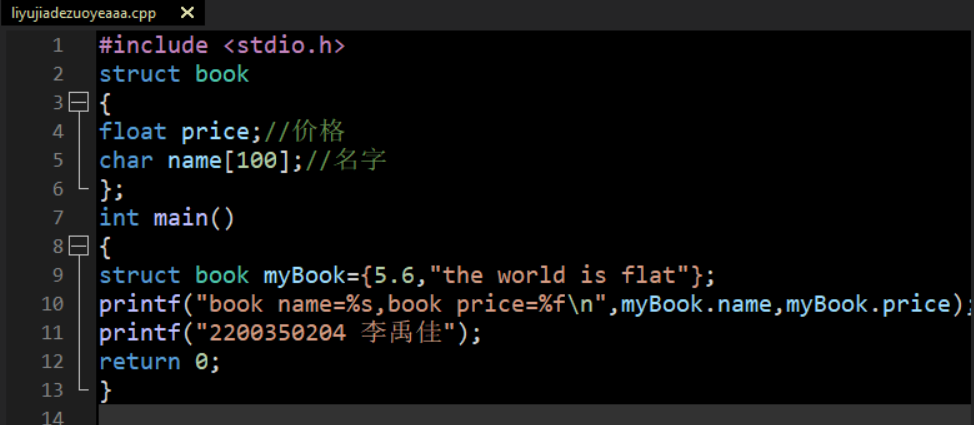 liyujiadezuoyeaaa.cpp ✕
1 #include <stdio.h>
2 struct book
3 {
4 float price;//价格
5 char name[100];//名字
6 };
7 int main()
8 {
9 struct book myBook={5.6,"the world is flat"};
10 printf("book name=%s,book price=%f\n",myBook.name,myBook.price);
11 printf("2200350204 李禹佳");
12 return 0;
13 }
14